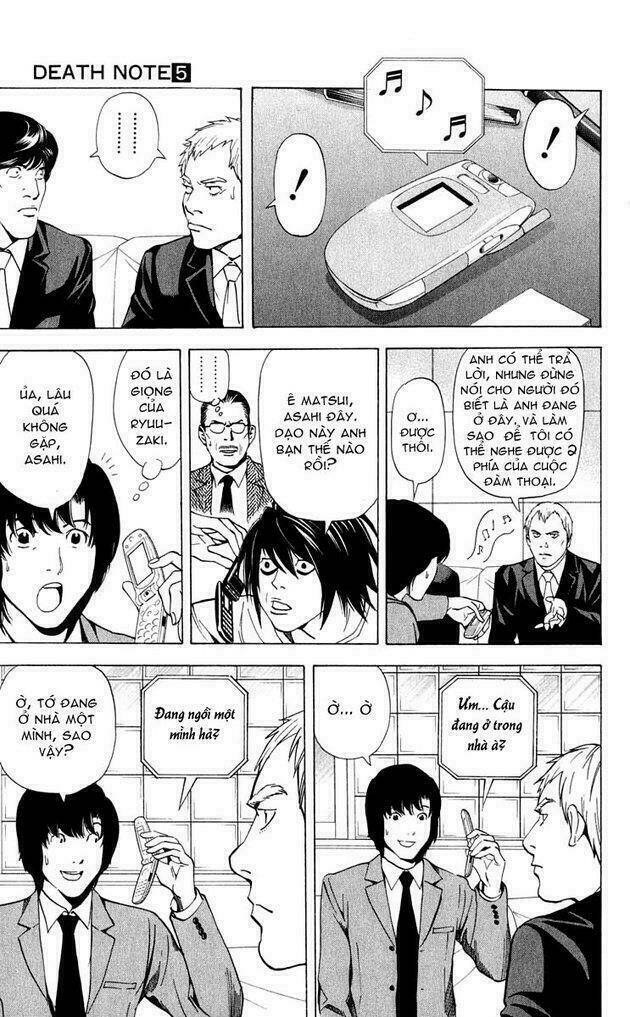 DEATH NOTE 5
!
!
ANH CÓ THỂ TRẢ
LỜI, NHƯNG ĐỪNG
NÓI CHO NGƯỜI ĐÓ
BIẾT LÀ ANH ĐANG
Ở ĐÂY. VÀ LÀM
SAO ĐỂ TÔI CÓ
THỂ NGHE ĐƯỢC 2
PHÍA CỦA CUỘC
ĐÀM THOẠI.
Ơ...
ĐƯỢC
THÔI.
Ê MATSUI,
ASAHI ĐÂY.
DẠO NÀY ANH
BẠN THẾ NÀO
RỒI?
ĐÓ LÀ
GIỌNG
CỦA
RYUU-
ZAKI.
ỦA, LÂU
QUÁ
KHÔNG
GẶP,
ASAHI.
Ưm... Cậu
đang ở trong
nhà à?
Ờ... Ờ
Đang ngồi một
mình hả?
Ờ, TỚ ĐANG
Ở NHÀ MỘT
MÌNH, SAO
VẬY?